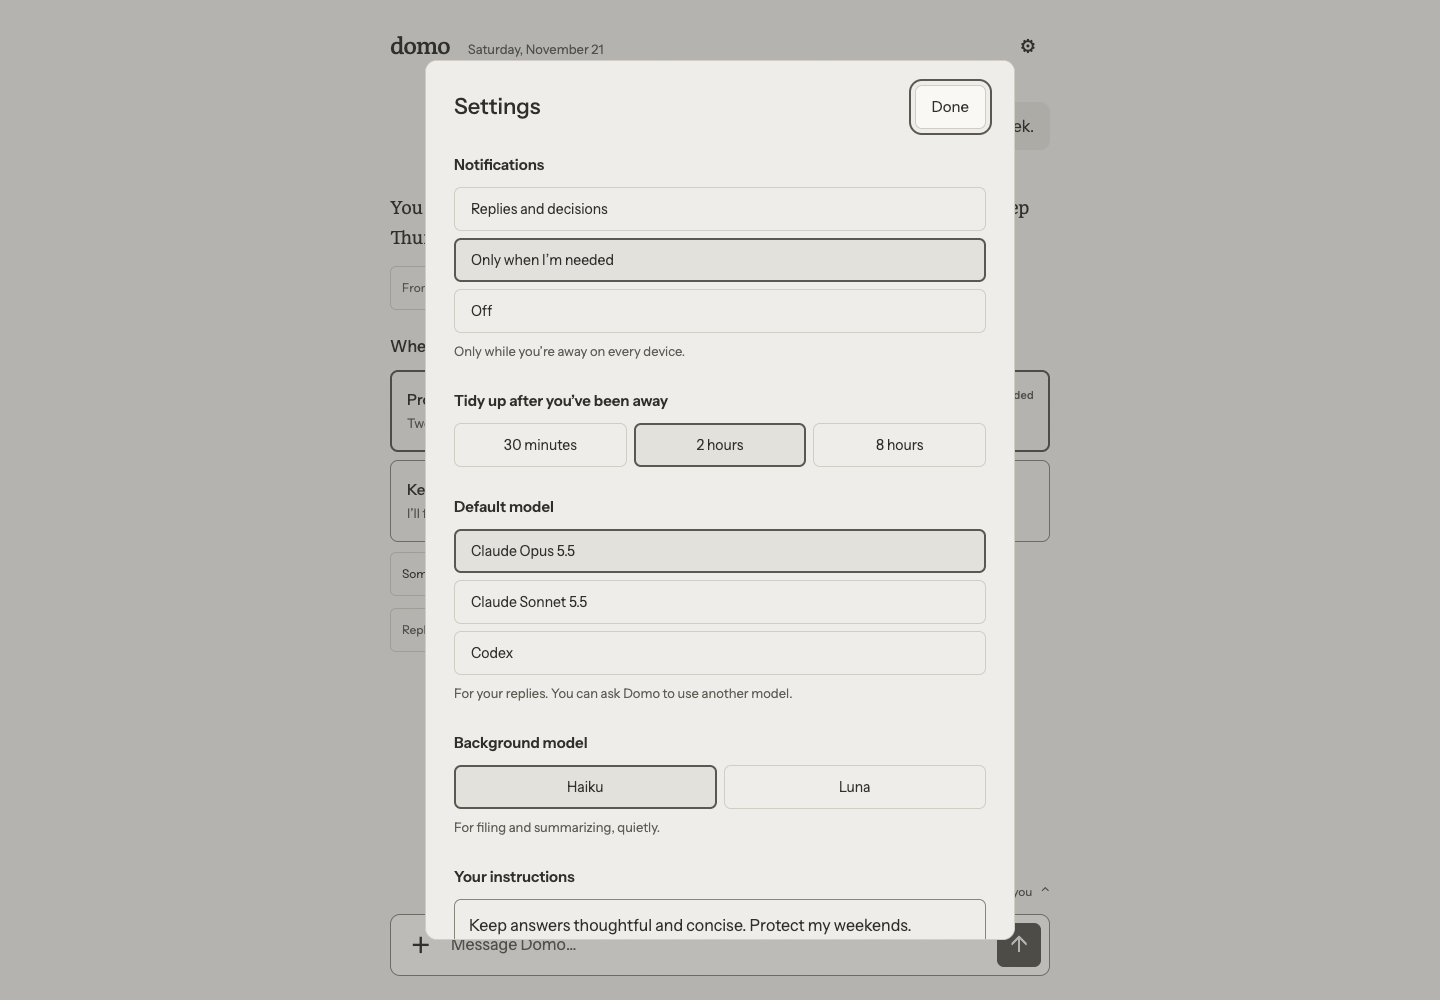 domo
Saturday, November 21
Settings
Done
Notifications
Replies and decisions
Only when I'm needed
Off
Only while you're away on every device.
Tidy up after you've been away
30 minutes
2 hours
8 hours
Default model
Claude Opus 5.5
Claude Sonnet 5.5
Codex
For your replies. You can ask Domo to use another model.
Background model
Haiku
Luna
For filing and summarizing, quietly.
Your instructions
Keep answers thoughtful and concise. Protect my weekends.
You
you
Message Domo...